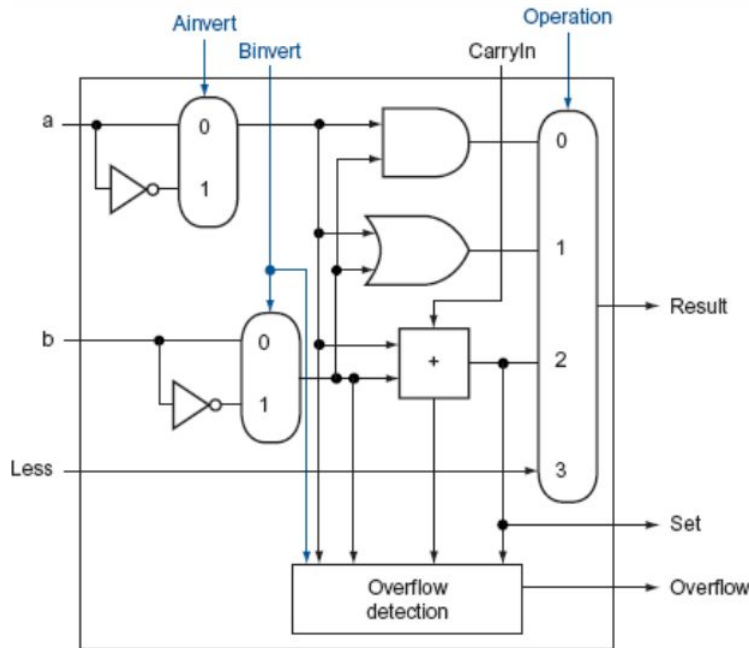 Ainvert
Operation
Binvert
CarryIn
a
0
0
1
1
Result
b
0
+
2
1
Less
3
Set
Overflow
detection
Overflow